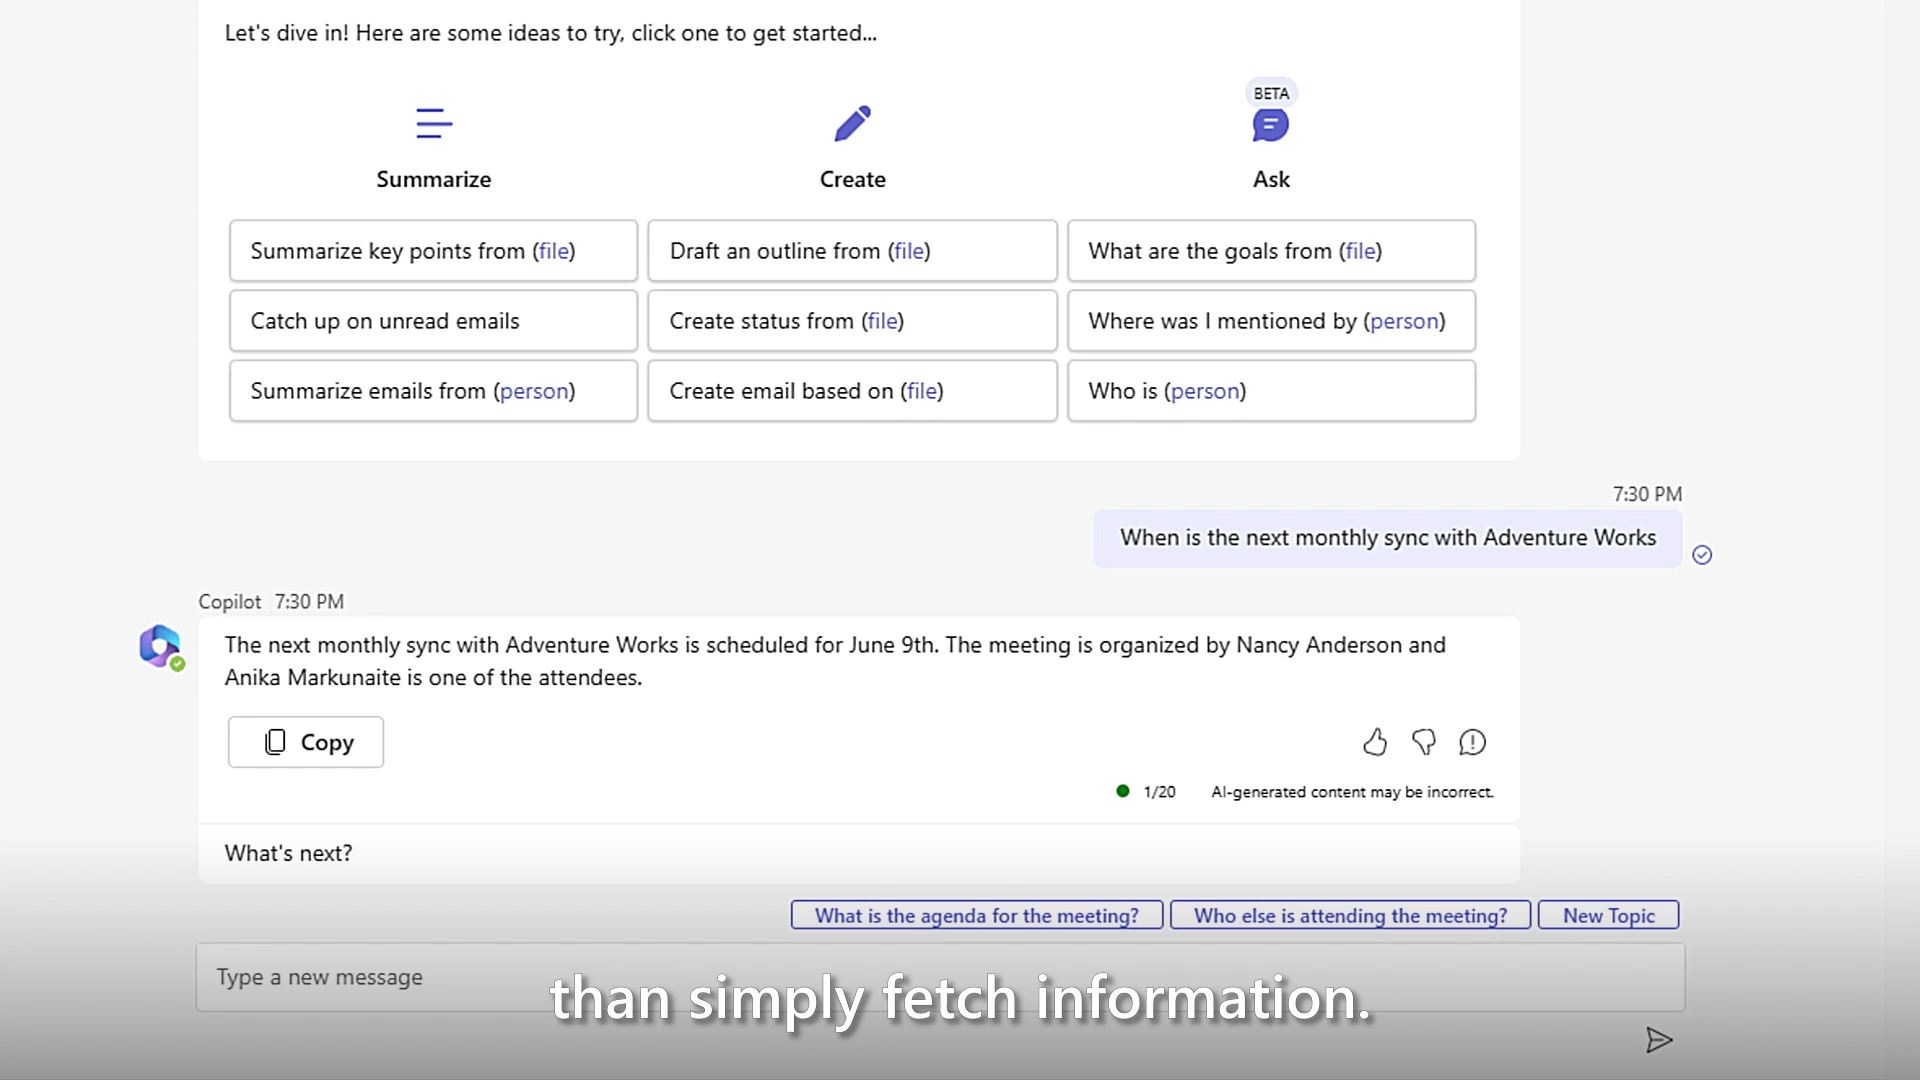 Let's dive in! Here are some ideas to try, click one to get started...
BETA
Summarize
Create
Ask
Summarize key points from (file)
Draft an outline from (file)
What are the goals from (file)
Catch up on unread emails
Create status from (file)
Where was I mentioned by (person)
Summarize emails from (person)
Create email based on (file)
Who is (person)
7:30 PM
When is the next monthly sync with Adventure Works
Copilot 7:30 PM
The next monthly sync with Adventure Works is scheduled for June 9th. The meeting is organized by Nancy Anderson and
Anika Markunaite is one of the attendees.
Copy
1/20 AI-generated content may be incorrect.
What's next?
What is the agenda for the meeting?
Who else is attending the meeting?
New Topic
Type a new message
than simply fetch information.